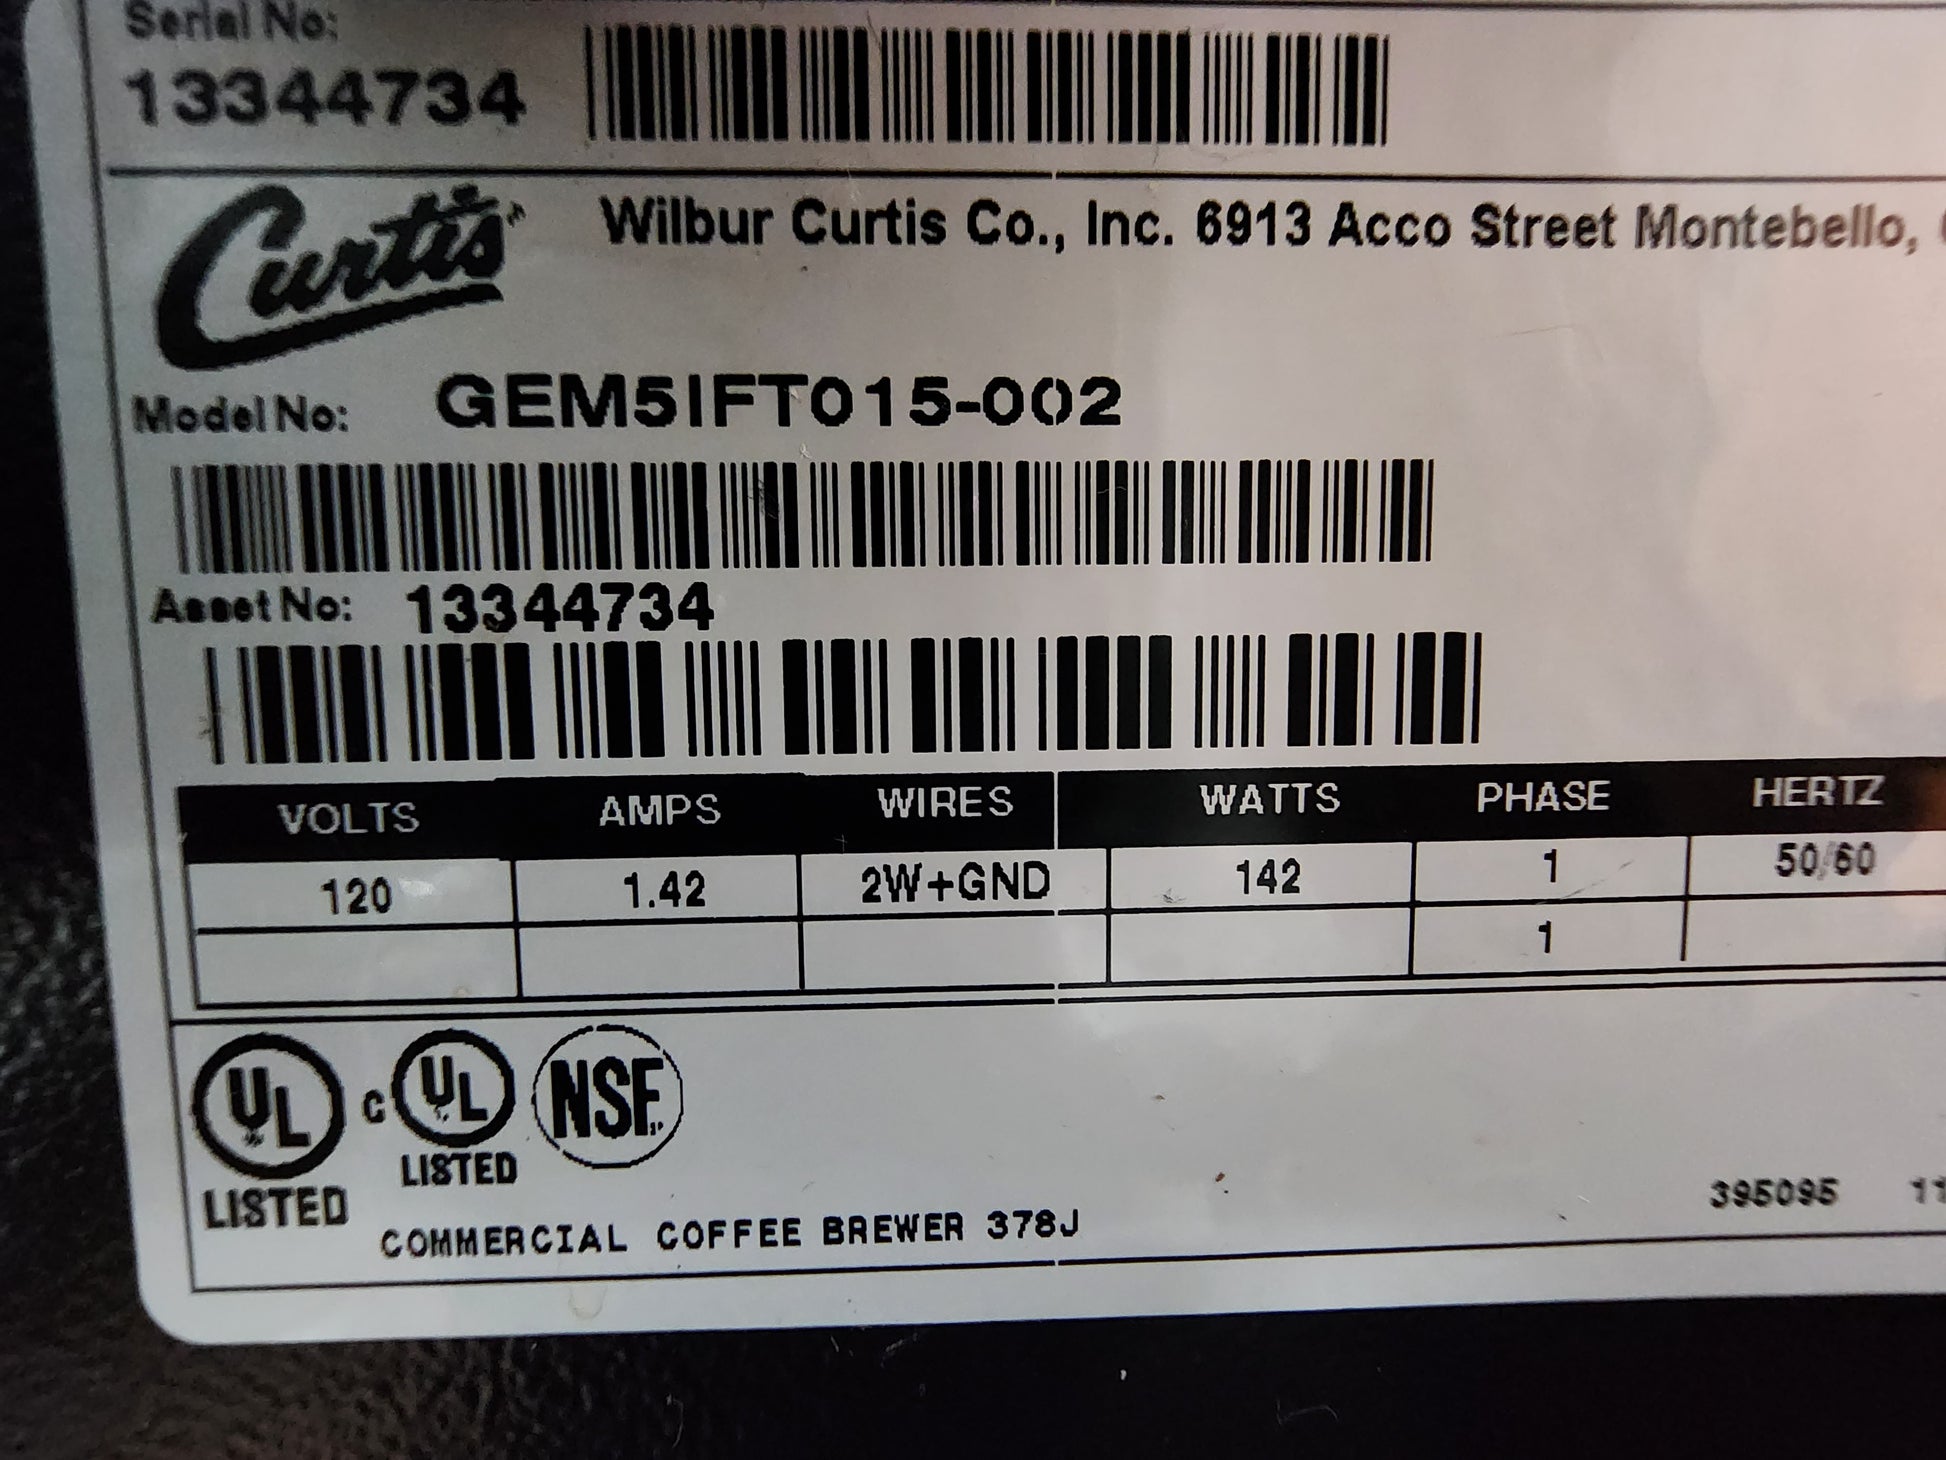 Serial No:
13344734
Curtis
Wilbur Curtis Co., Inc. 6913 Acco Street Montebello,
Model No: GEM5IFT015-002
Asset No: 13344734
VOLTS AMPS WIRES WATTS PHASE HERTZ
120 1.42 2W+GND 142 1 50/60
1
UL C UL NSF
LISTED LISTED
COMMERCIAL COFFEE BREWER 378J
395095 11